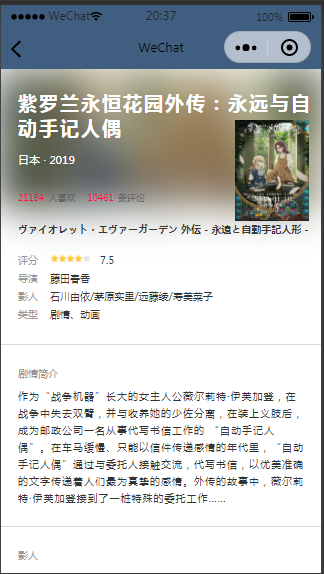 WeChat
20:37
100%
WeChat
紫罗兰永恒花园外传：永远与自
动手记人偶
日本 · 2019
21194 人喜欢 10461 条评论
ヴァイオレット・エヴァーガーデン 外伝 - 永遠と自動手記人形 -
评分 7.5
导演 藤田春香
影人 石川由依/茅原实里/远藤绫/寿美菜子
类型 剧情、动画
剧情简介
作为“战争机器”长大的女主人公薇尔莉特·伊芙加登，在
战争中失去双臂，并与收养她的少佐分离，在装上义肢后，
成为邮政公司一名从事代写书信工作的 “自动手记人
偶”。在车马缓慢、只能以信件传递感情的年代里，“自动
手记人偶”通过与委托人接触交流，代写书信，以优美准确
的文字传递着人们最为真挚的感情。外传的故事中，薇尔莉
特·伊芙加登接到了一桩特殊的委托工作……
影人